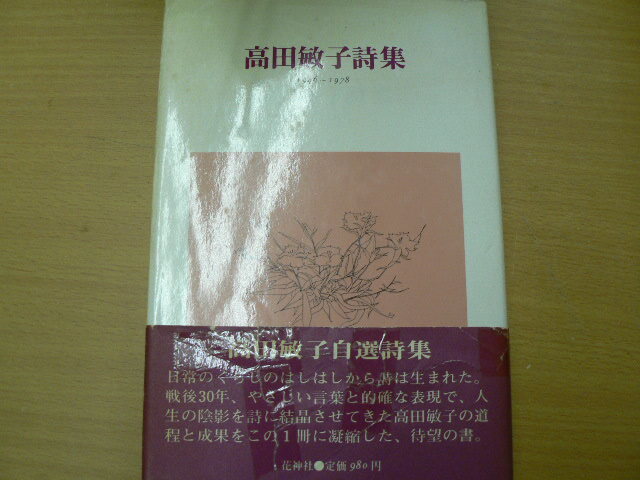 高田敏子詩集
1946–1978
高田敏子自選詩集
日常のくらしのはしばしから詩は生まれた。
戦後30年、やさしい言葉と的確な表現で、人
生の陰影を詩に結晶させてきた高田敏子の道
程と成果をこの1冊に凝縮した、待望の書。
花神社●定価980円